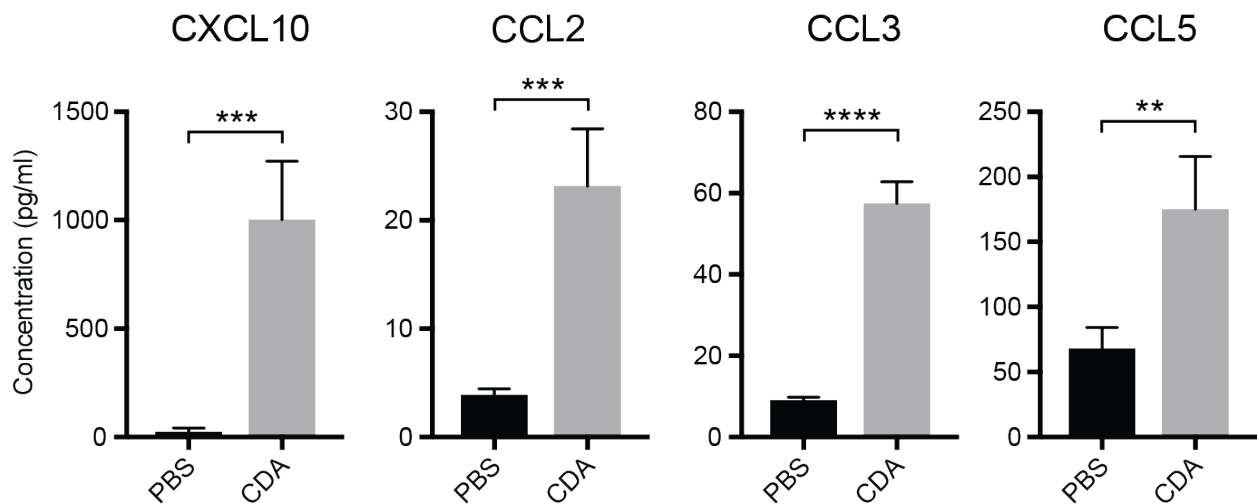 CXCL10 CCL2 CCL3 CCL5
*** *** **** **
Concentration (pg/ml)
1500
1000
500
0
PBS CDA
30
20
10
0
PBS CDA
80
60
40
20
0
PBS CDA
250
200
150
100
50
0
PBS CDA